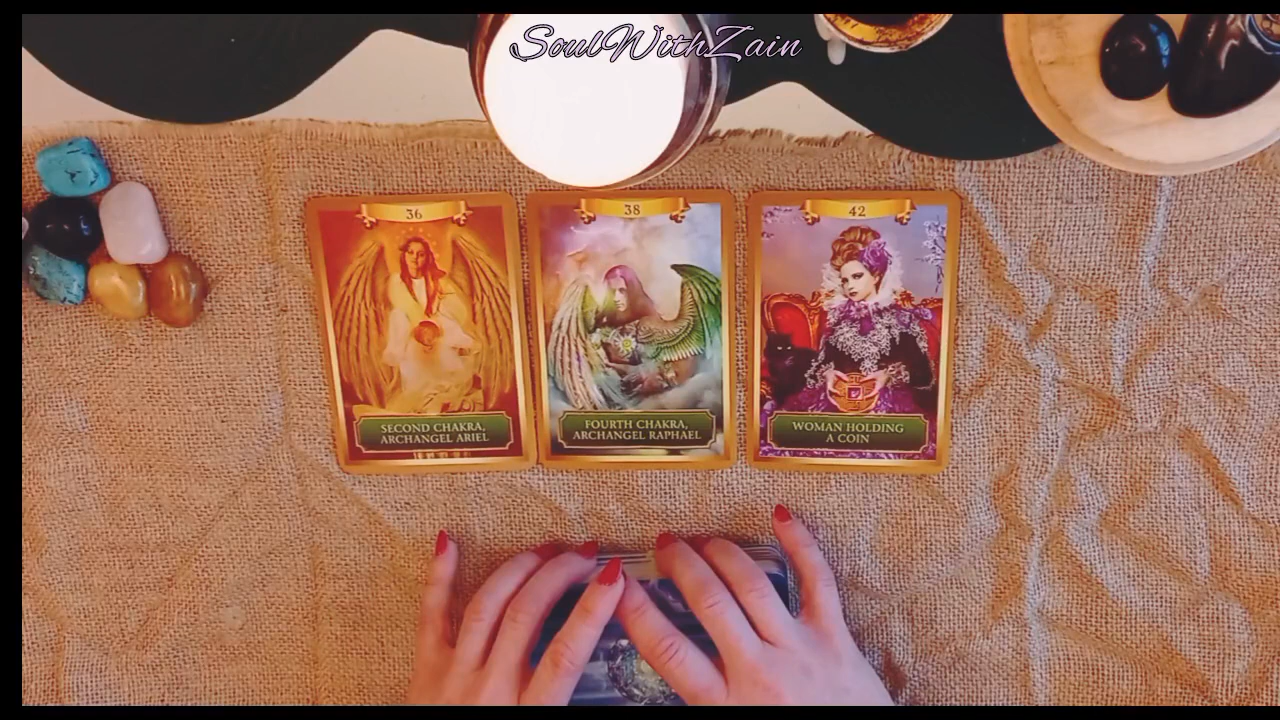 SoulWithZain
36
SECOND CHAKRA,
ARCHANGEL ARIEL
38
FOURTH CHAKRA,
ARCHANGEL RAPHAEL
42
WOMAN HOLDING
A COIN